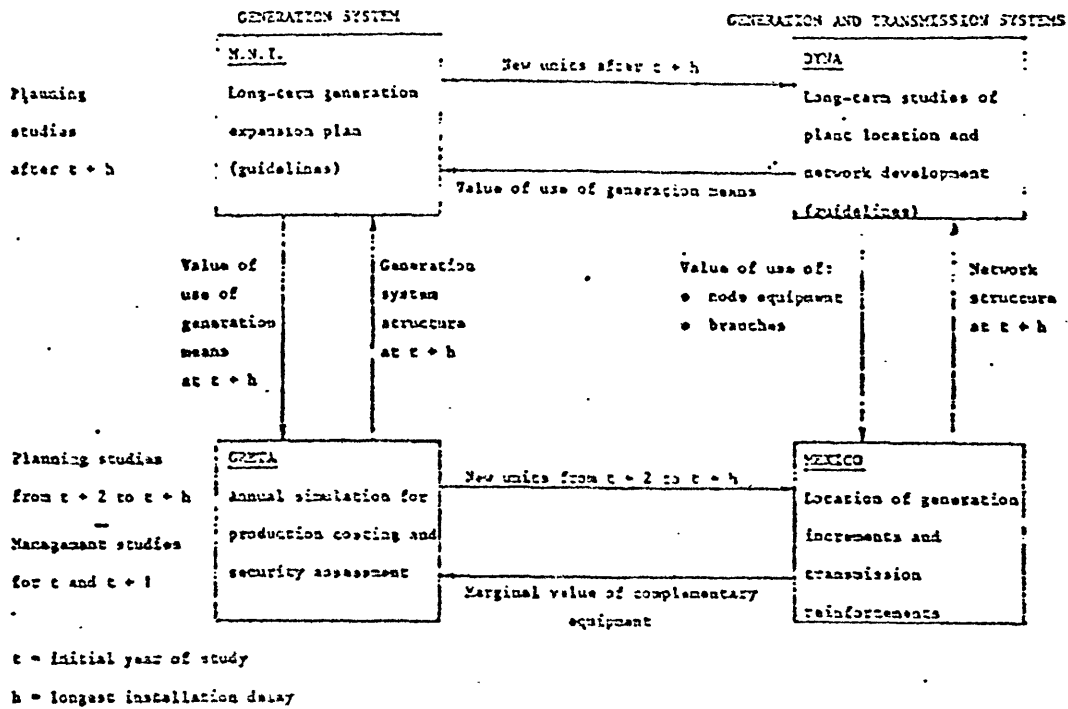 GENERATION SYSTEM
GENERATION AND TRANSMISSION SYSTEMS
Planning
studies
after t + h
M.N.I.
Long-term generation
expansion plan
(guidelines)
New units after t + h
Value of use of generation means
DYNA
Long-term studies of
plant location and
network development
(guidelines)
Value of
use of
generation
means
at t + h
Generation
system
structure
at t + h
Value of use of:
• node equipment
• branches
Network
structure
at t + h
Planning studies
from t + 2 to t + h
Management studies
for t and t + 1
GRETA
Annual simulation for
production costing and
security assessment
New units from t + 2 to t + h
Marginal value of complementary
equipment
MEXICO
Location of generation
increments and
transmission
reinforcements
t = initial year of study
h = longest installation delay